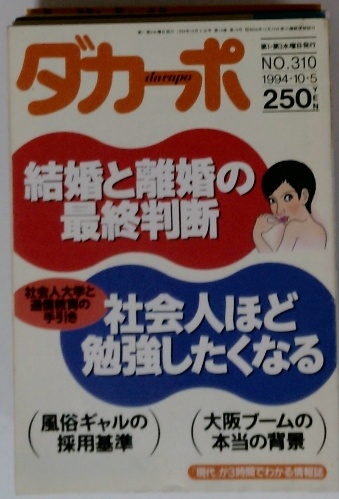 ダカーポ
dacapo
第1・第3水曜日発行
NO.310
1994・10・5
250YEN
結婚と離婚の
最終判断
社会人大学と
通信教育の
手引き
社会人ほど
勉強したくなる
(風俗ギャルの
採用基準)
(大阪ブームの
本当の背景)
現代が3時間でわかる情報誌